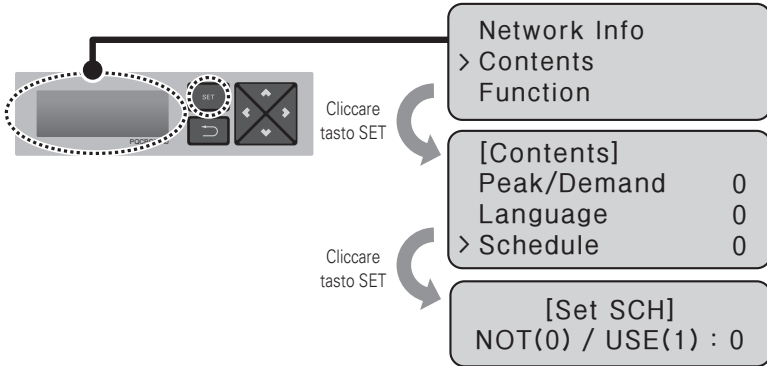 Network Info
> Contents
Function
SET
Cliccare
tasto SET
[Contents]
Peak/Demand 0
Language 0
> Schedule 0
Cliccare
tasto SET
[Set SCH]
NOT(0) / USE(1) : 0